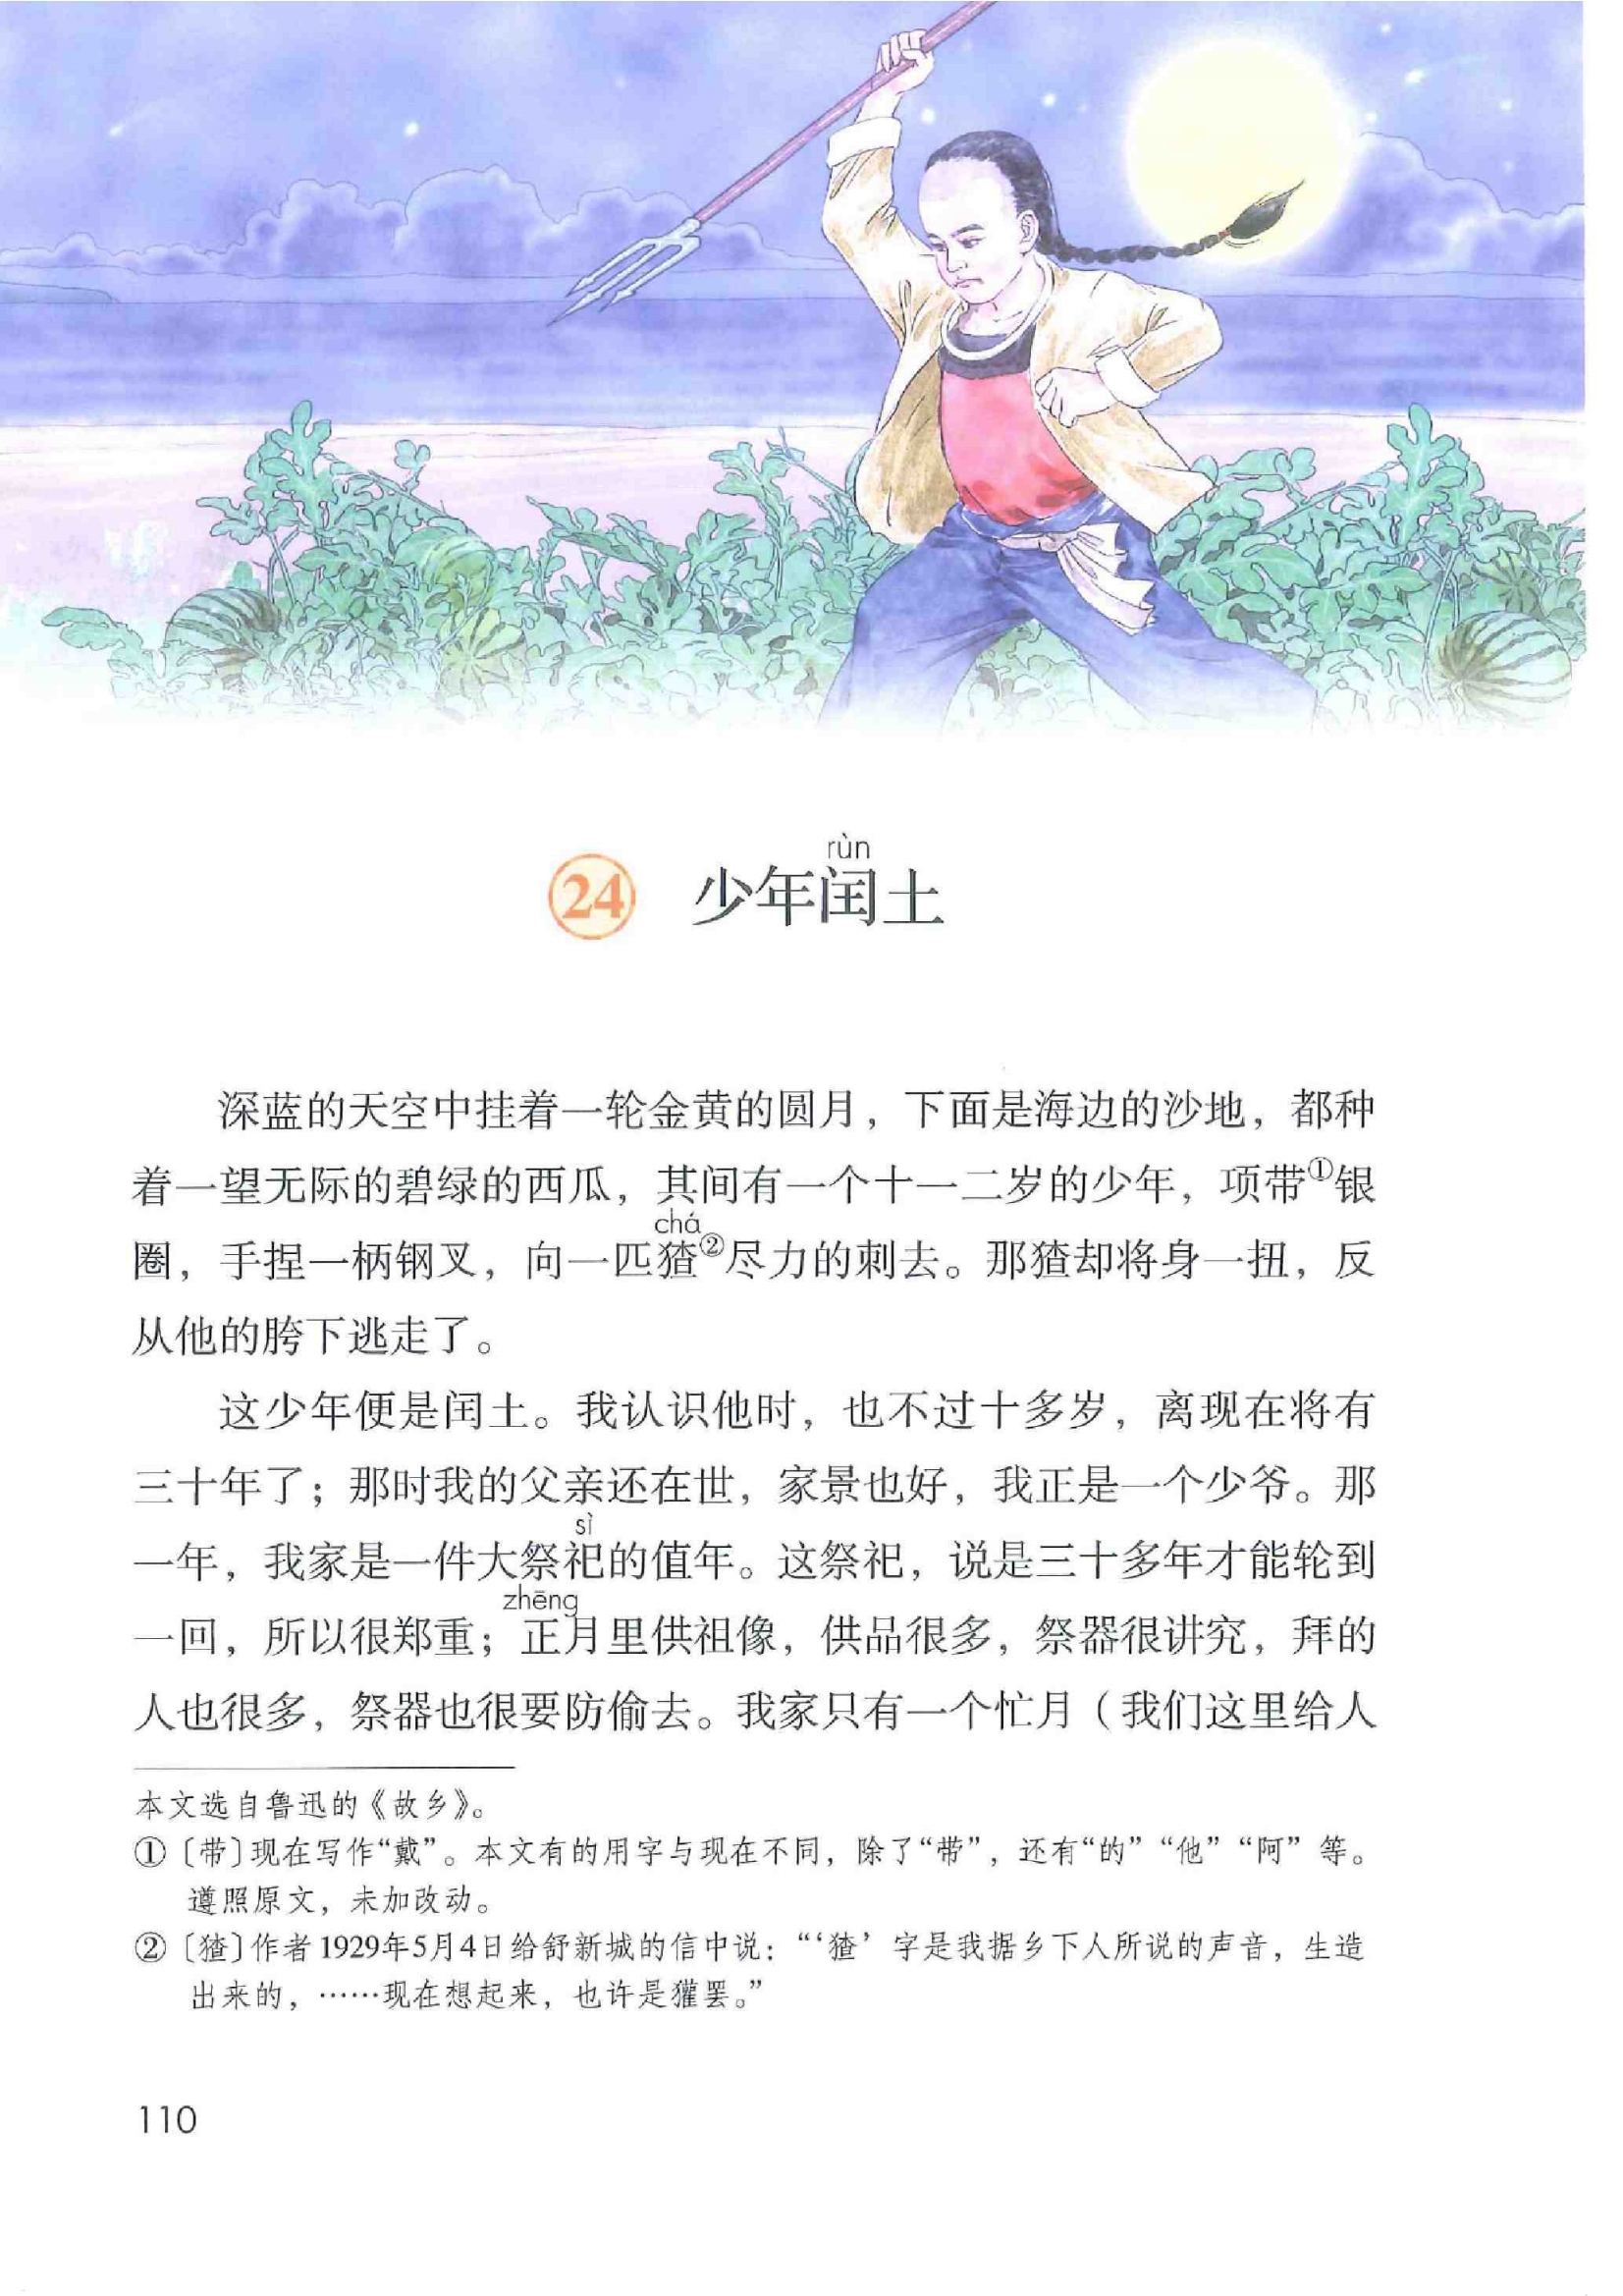 rùn
24 少年闰土
深蓝的天空中挂着一轮金黄的圆月，下面是海边的沙地，都种
着一望无际的碧绿的西瓜，其间有一个十一二岁的少年，项带①银
chá
圈，手捏一柄钢叉，向一匹猹②尽力的刺去。那猹却将身一扭，反
从他的胯下逃走了。
这少年便是闰土。我认识他时，也不过十多岁，离现在将有
三十年了；那时我的父亲还在世，家景也好，我正是一个少爷。那
sì
一年，我家是一件大祭祀的值年。这祭祀，说是三十多年才能轮到
zhēng
一回，所以很郑重；正月里供祖像，供品很多，祭器很讲究，拜的
人也很多，祭器也很要防偷去。我家只有一个忙月（我们这里给人
本文选自鲁迅的《故乡》。
①〔带〕现在写作“戴”。本文有的用字与现在不同，除了“带”，还有“的”“他”“阿”等。
遵照原文，未加改动。
②〔猹〕作者1929年5月4日给舒新城的信中说：“‘猹’字是我据乡下人所说的声音，生造
出来的，……现在想起来，也许是獾罢。”
110